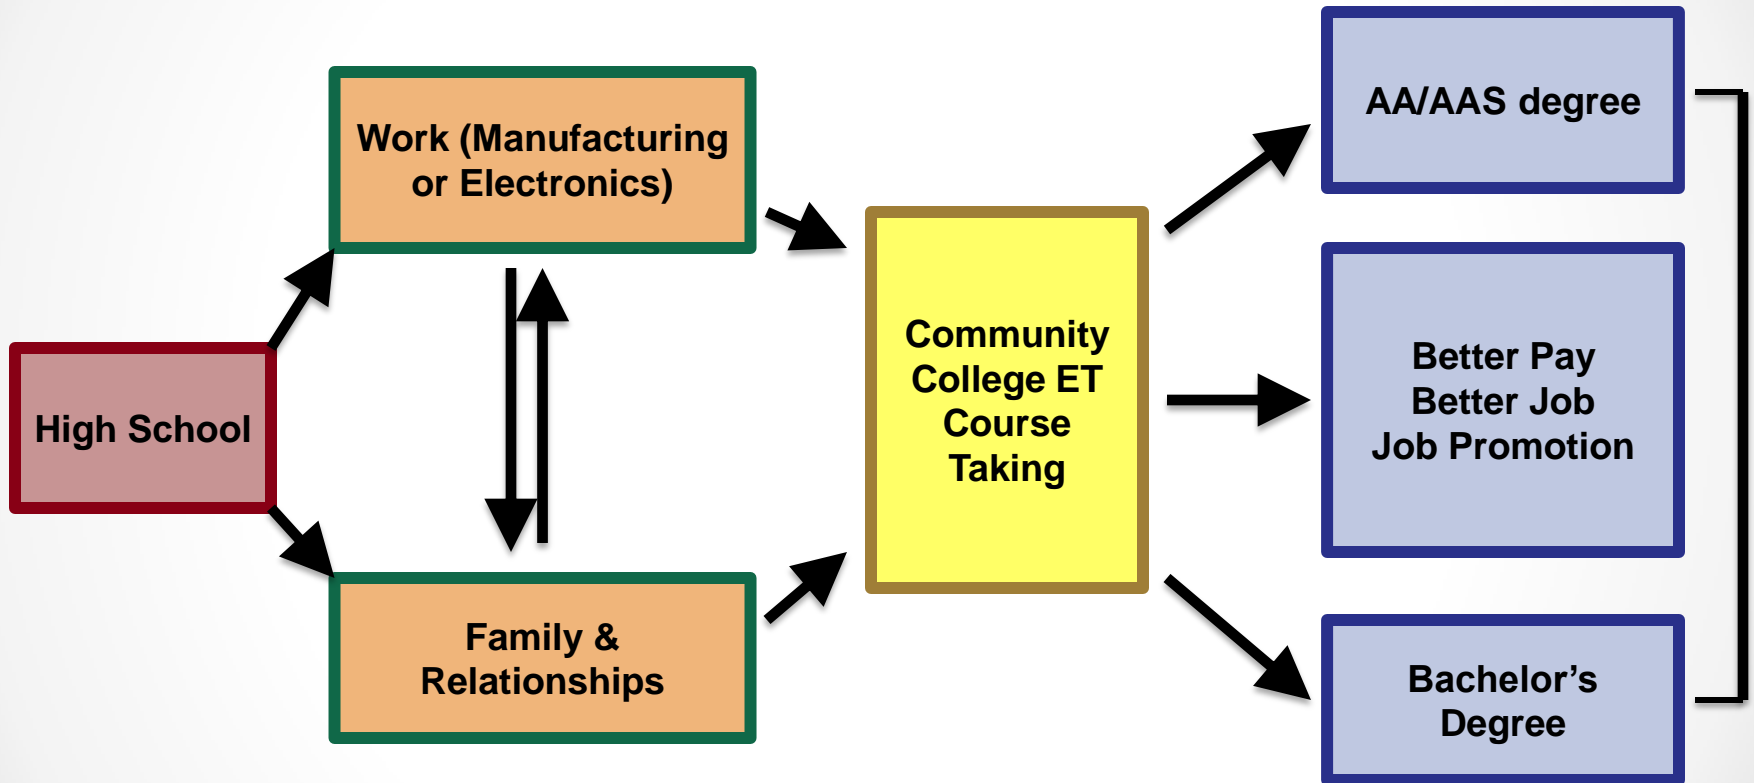 High School
Work (Manufacturing
or Electronics)
Family &
Relationships
Community
College ET
Course
Taking
AA/AAS degree
Better Pay
Better Job
Job Promotion
Bachelor’s
Degree